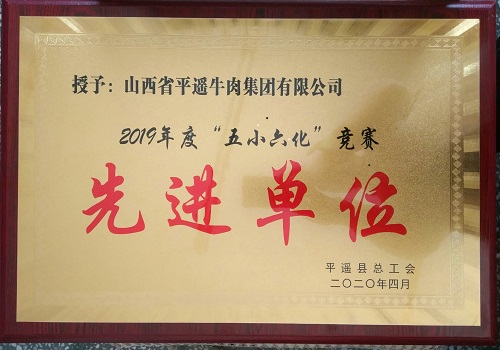 授予：山西省平遥牛肉集团有限公司
2019年度“五小六化”竞赛
先进单位
平遥县总工会
二〇二〇年四月